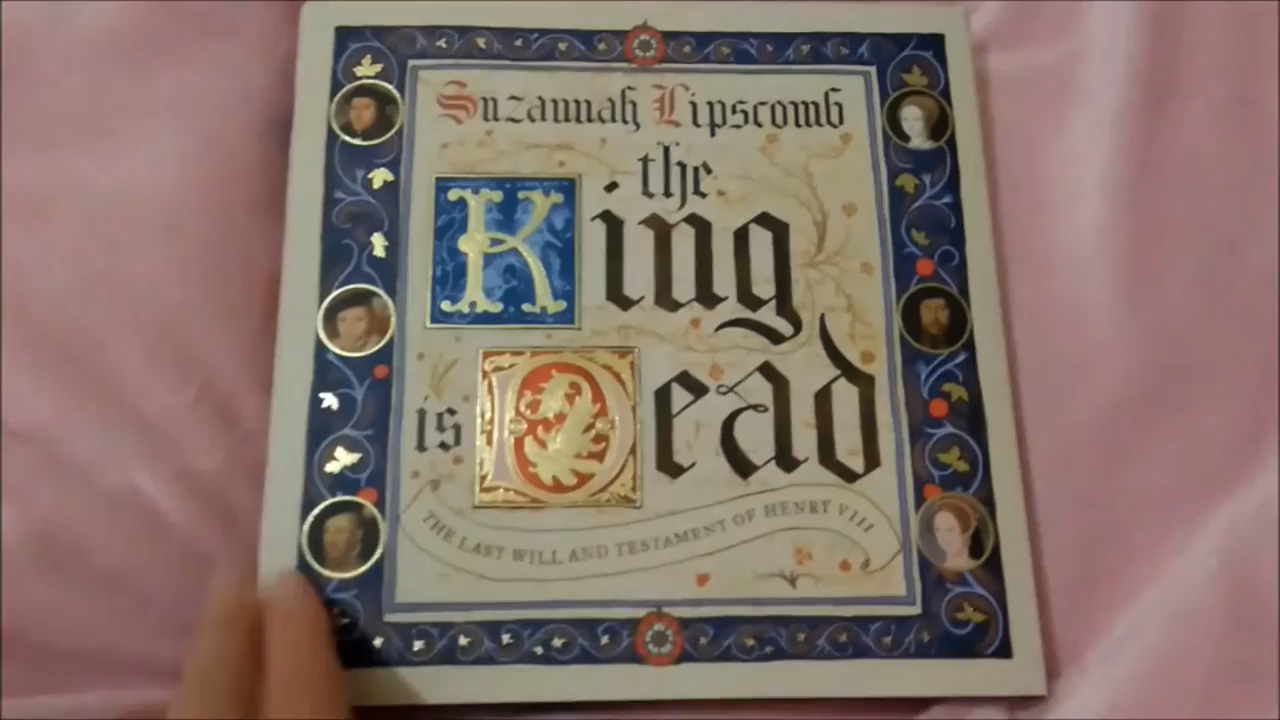 Suzannah Lipscomb
the
King
is Dead
THE LAST WILL AND TESTAMENT OF HENRY VIII